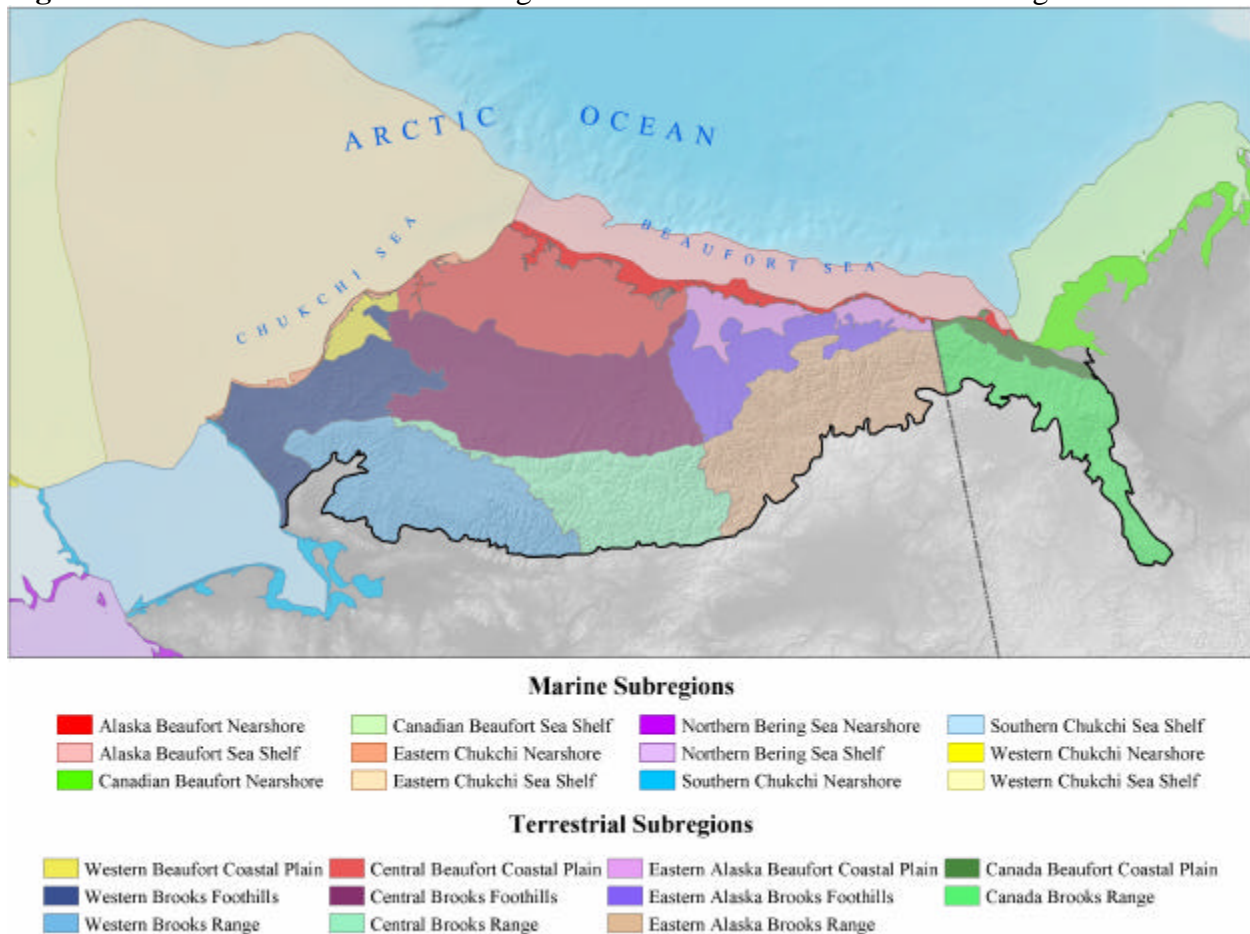 ARCTIC OCEAN
CHUKCHI SEA
BEAUFORT SEA
Marine Subregions
Alaska Beaufort Nearshore Canadian Beaufort Sea Shelf Northern Bering Sea Nearshore Southern Chukchi Sea Shelf
Alaska Beaufort Sea Shelf Eastern Chukchi Nearshore Northern Bering Sea Shelf Western Chukchi Nearshore
Canadian Beaufort Nearshore Eastern Chukchi Sea Shelf Southern Chukchi Nearshore Western Chukchi Sea Shelf
Terrestrial Subregions
Western Beaufort Coastal Plain Central Beaufort Coastal Plain Eastern Alaska Beaufort Coastal Plain Canada Beaufort Coastal Plain
Western Brooks Foothills Central Brooks Foothills Eastern Alaska Brooks Foothills Canada Brooks Range
Western Brooks Range Central Brooks Range Eastern Alaska Brooks Range